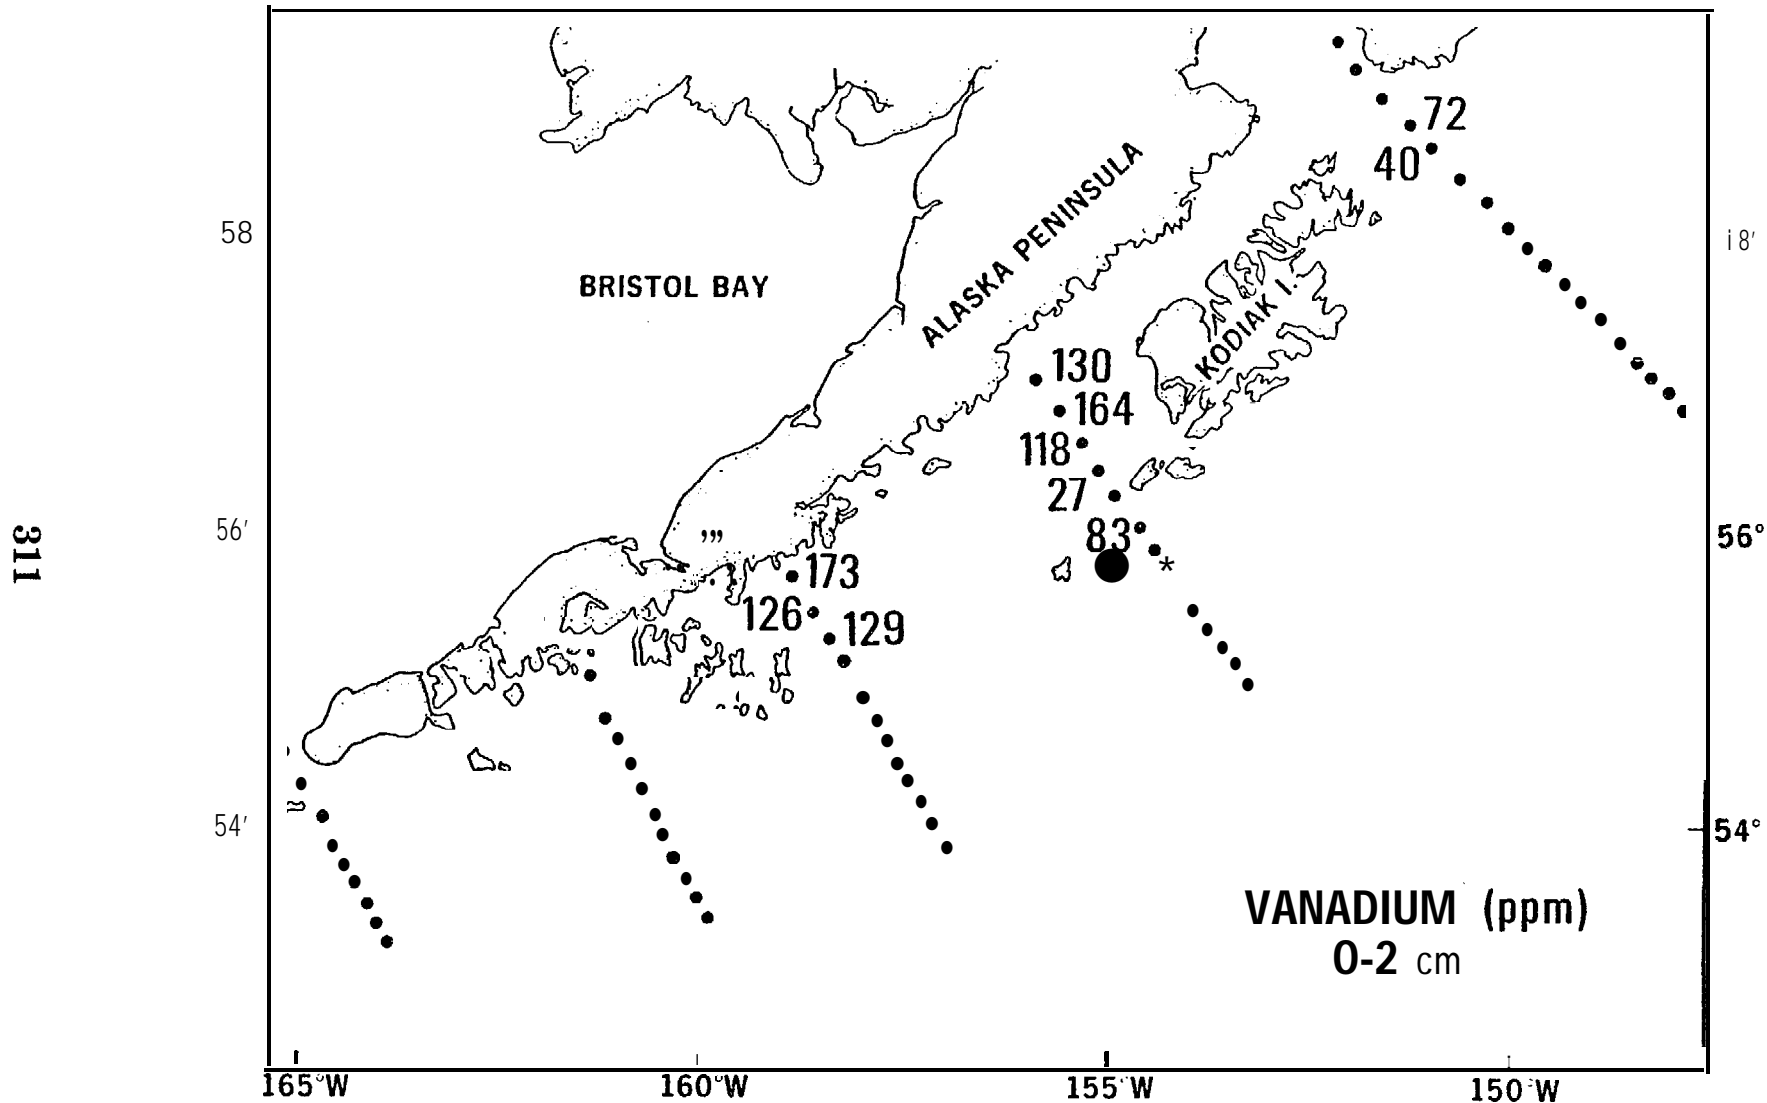 72
40
58
i8′
BRISTOL BAY
ALASKA PENINSULA
KODIAK I.
130
164
118
27
83
*
56′
56°
311
173
126
129
54′
54°
VANADIUM (ppm)
0-2 cm
165°W
160°W
155°W
150°W